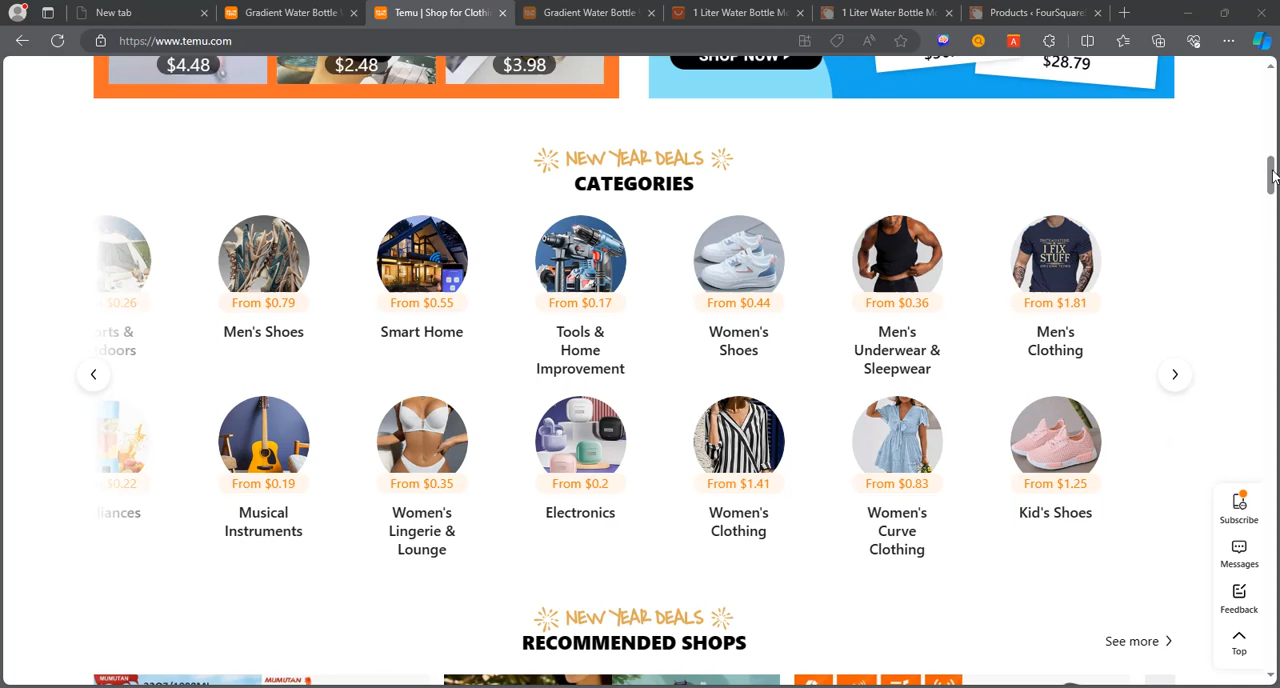 New tab
Gradient Water Bottle
Temu | Shop for Clothi
Gradient Water Bottle
1 Liter Water Bottle M
1 Liter Water Bottle M
Products ‹ FourSquare
https://www.temu.com
$4.48
$2.48
$3.98
SHOP NOW
$28.79
NEW YEAR DEALS
CATEGORIES
I FIX
STUFF
$0.26
From $0.79
From $0.55
From $0.17
From $0.44
From $0.36
From $1.81
orts &
doors
Men's Shoes
Smart Home
Tools &
Home
Improvement
Women's
Shoes
Men's
Underwear &
Sleepwear
Men's
Clothing
$0.22
From $0.19
From $0.35
From $0.2
From $1.41
From $0.83
From $1.25
liances
Musical
Instruments
Women's
Lingerie &
Lounge
Electronics
Women's
Clothing
Women's
Curve
Clothing
Kid's Shoes
Subscribe
Messages
Feedback
Top
NEW YEAR DEALS
RECOMMENDED SHOPS
See more
MUMUTAN
MUMUTAN